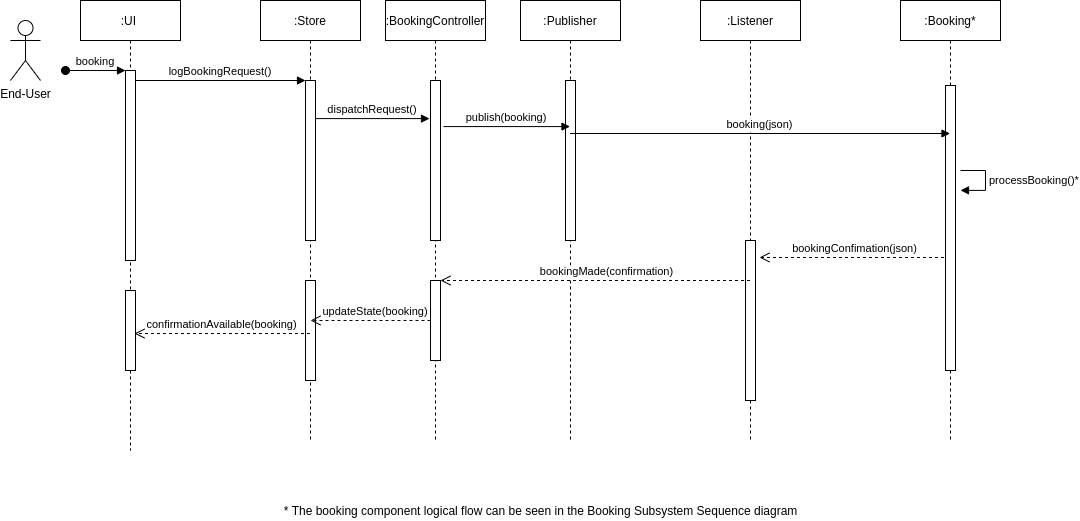 :UI
:Store
:BookingController
:Publisher
:Listener
:Booking*
End-User
booking
logBookingRequest()
dispatchRequest()
publish(booking)
booking(json)
processBooking()*
bookingConfimation(json)
bookingMade(confirmation)
updateState(booking)
confirmationAvailable(booking)
* The booking component logical flow can be seen in the Booking Subsystem Sequence diagram